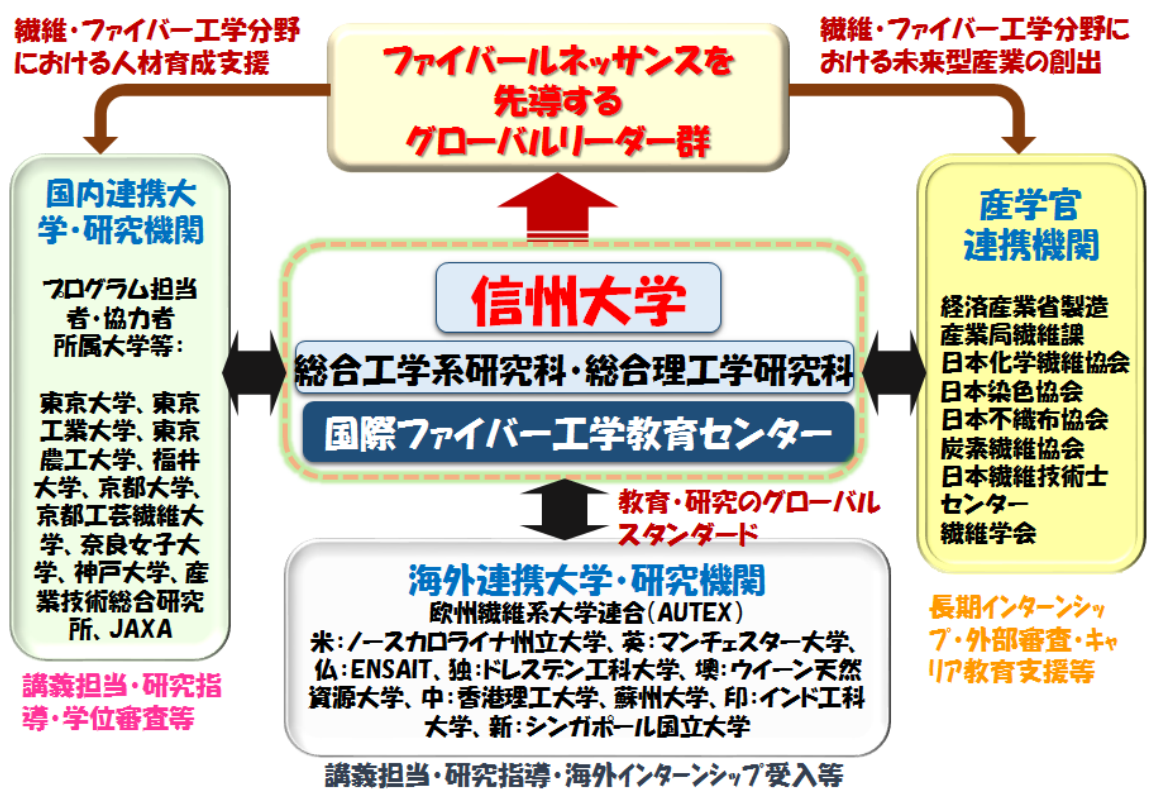 繊維・ファイバー工学分野
における人材育成支援
ファイバールネッサンスを
先導する
グローバルリーダー群
繊維・ファイバー工学分野に
おける未来型産業の創出
国内連携大
学・研究機関
プログラム担当
者・協力者
所属大学等：
東京大学、東京
工業大学、東京
農工大学、福井
大学、京都大学、
京都工芸繊維大
学、奈良女子大
学、神戸大学、産
業技術総合研究
所、JAXA
講義担当・研究指
導・学位審査等
信州大学
総合工学系研究科・総合理工学研究科
国際ファイバー工学教育センター
教育・研究のグローバル
スタンダード
海外連携大学・研究機関
欧州繊維系大学連合（AUTEX）
米：ノースカロライナ州立大学、英：マンチェスター大学、
仏：ENSAIT、独：ドレスデン工科大学、墺：ウイーン天然
資源大学、中：香港理工大学、蘇州大学、印：インド工科
大学、新：シンガポール国立大学
講義担当・研究指導・海外インターンシップ受入等
産学官
連携機関
経済産業省製造
産業局繊維課
日本化学繊維協会
日本染色協会
日本不織布協会
炭素繊維協会
日本繊維技術士
センター
繊維学会
長期インターンシッ
プ・外部審査・キャ
リア教育支援等